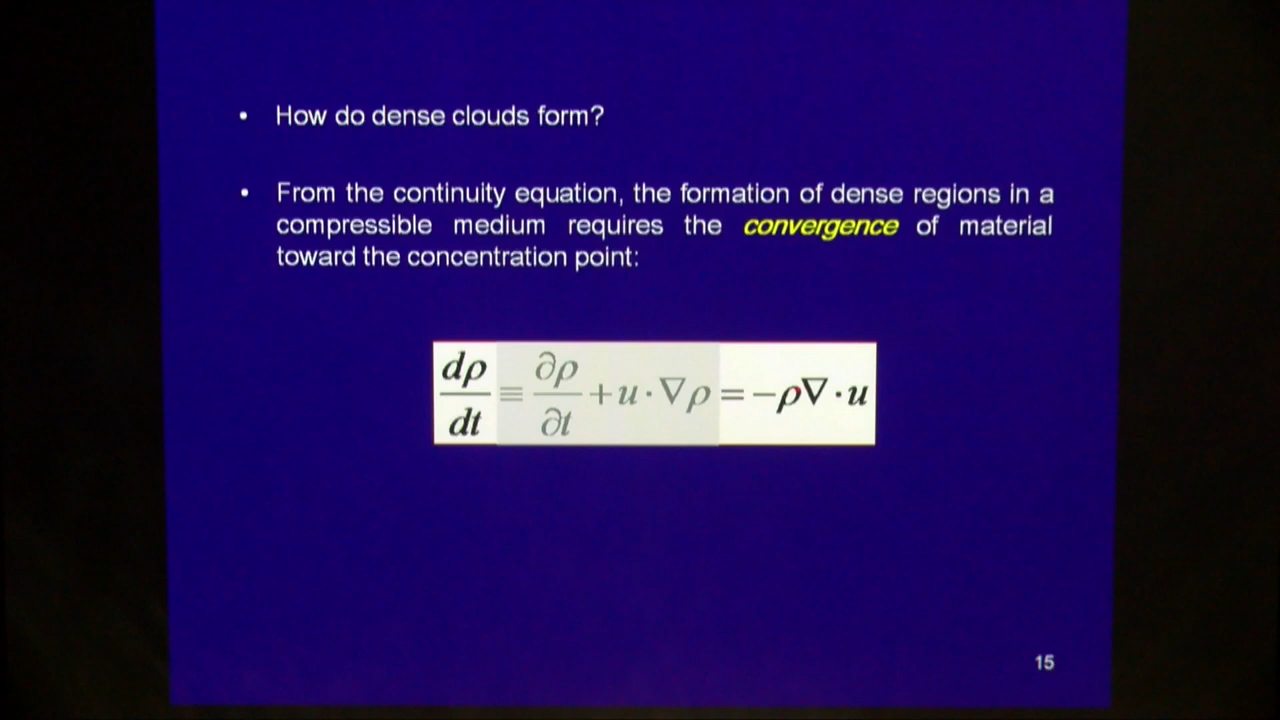 • How do dense clouds form?
• From the continuity equation, the formation of dense regions in a
compressible medium requires the convergence of material
toward the concentration point:
dρ/dt ≡ ∂ρ/∂t + u · ∇ρ = −ρ∇ · u
15